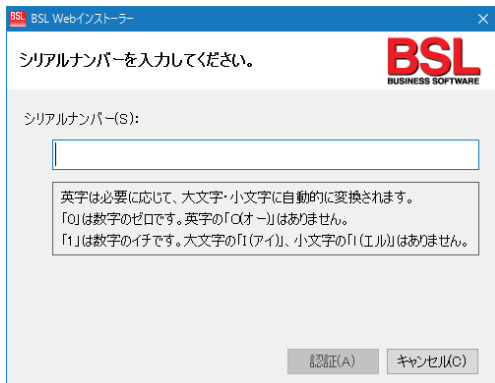 BSL BSL Webインストーラー
シリアルナンバーを入力してください。
BSL
BUSINESS SOFTWARE
シリアルナンバー(S):
英字は必要に応じて、大文字・小文字に自動的に変換されます。
「0」は数字のゼロです。英字の「O(オー)」はありません。
「1」は数字のイチです。大文字の「I(アイ)」、小文字の「l(エル)」はありません。
認証(A) キャンセル(C)